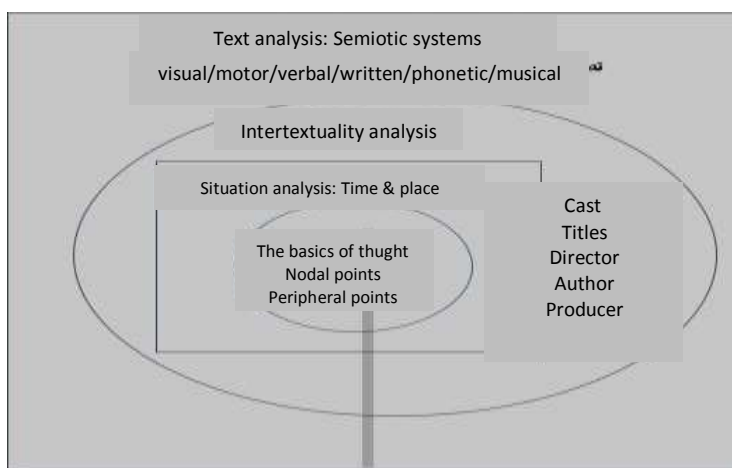 Text analysis: Semiotic systems
visual/motor/verbal/written/phonetic/musical
Intertextuality analysis
Situation analysis: Time & place
Cast
Titles
Director
Author
Producer
The basics of thught
Nodal points
Peripheral points